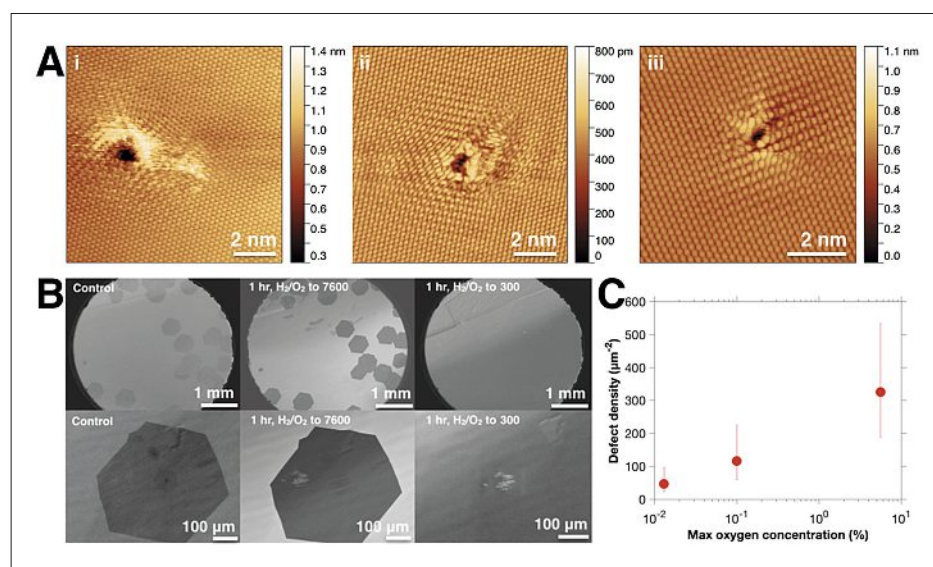 A
i
1.4 nm
1.3
1.2
1.1
1.0
0.9
0.8
0.7
0.6
0.5
0.4
0.3
2 nm
ii
800 pm
700
600
500
400
300
200
100
0
2 nm
iii
1.1 nm
1.0
0.9
0.8
0.7
0.6
0.5
0.4
0.3
0.2
0.1
0.0
2 nm
B
Control
1 mm
1 hr, H₂/O₂ to 7600
1 mm
1 hr, H₂/O₂ to 300
1 mm
Control
100 µm
1 hr, H₂/O₂ to 7600
100 µm
1 hr, H₂/O₂ to 300
100 µm
C
Defect density (µm⁻²)
600
500
400
300
200
100
0
10⁻² 10⁻¹ 10⁰ 10¹
Max oxygen concentration (%)